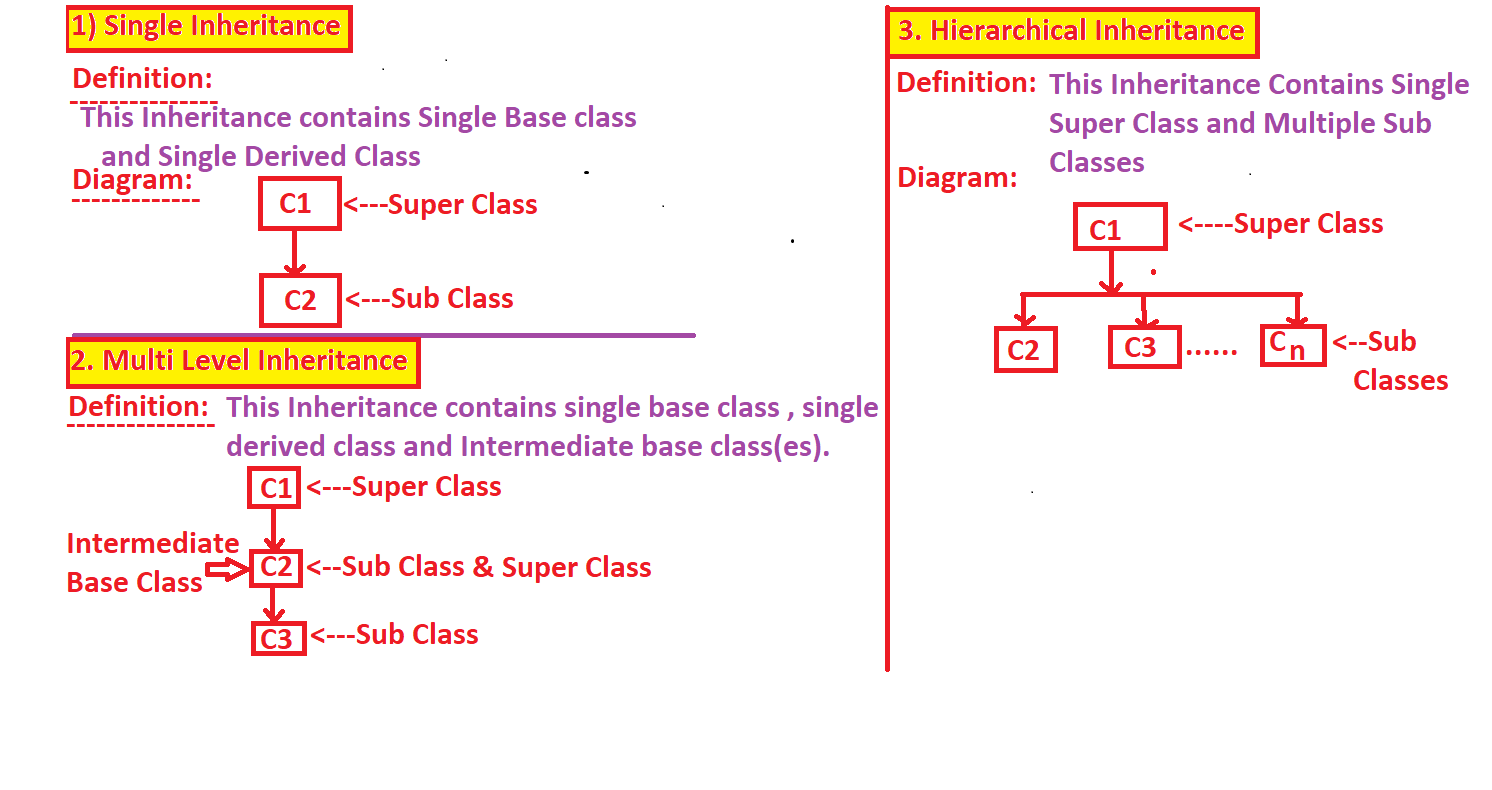 1) Single Inheritance
Definition:
---------------
This Inheritance contains Single Base class
and Single Derived Class
Diagram:
-------------
C1 <---Super Class
C2 <---Sub Class
2. Multi Level Inheritance
Definition: This Inheritance contains single base class , single
---------------
derived class and Intermediate base class(es).
C1 <---Super Class
Intermediate
Base Class C2 <--Sub Class & Super Class
C3 <---Sub Class
3. Hierarchical Inheritance
Definition: This Inheritance Contains Single
Super Class and Multiple Sub
Classes
Diagram:
C1 <----Super Class
C2 C3 ...... Cn <--Sub
Classes